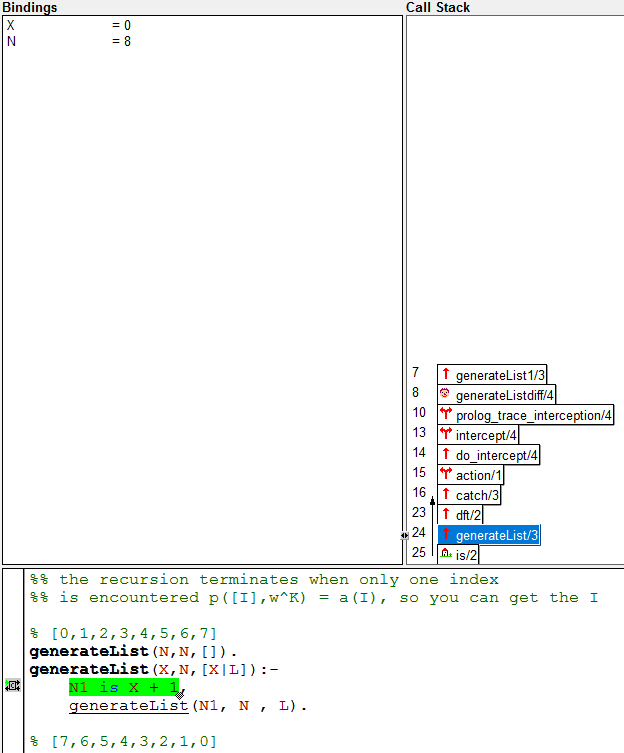 Bindings
X = 0
N = 8
Call Stack
7 generateList1/3
8 generateListdiff/4
10 prolog_trace_interception/4
13 intercept/4
14 do_intercept/4
15 action/1
16 catch/3
23 dft/2
24 generateList/3
25 is/2
%% the recursion terminates when only one index
%% is encountered p([I],w^K) = a(I), so you can get the I
% [0,1,2,3,4,5,6,7]
generateList(N,N,[]).
generateList(X,N,[X|L]):-
N1 is X + 1,
generateList(N1, N , L).
% [7,6,5,4,3,2,1,0]